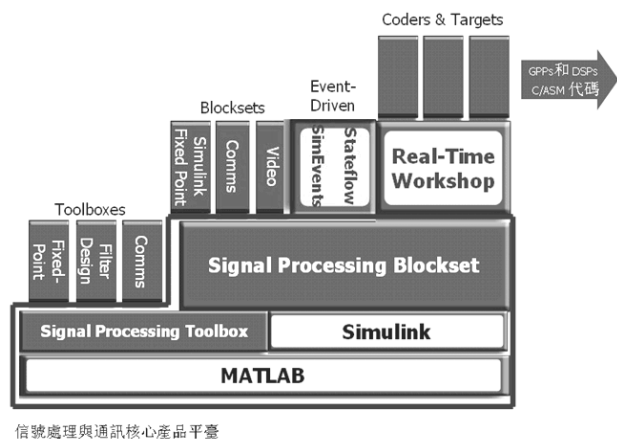 Coders & Targets
GPPs和 DSPs
C/ASM 代碼
Event-
Driven
Blocksets
Simulink
Fixed Point
Comms
Video
Stateflow
SimEvents
Real-Time
Workshop
Toolboxes
Fixed-
Point
Filter
Design
Comms
Signal Processing Blockset
Signal Processing Toolbox
Simulink
MATLAB
信號處理與通訊核心產品平臺